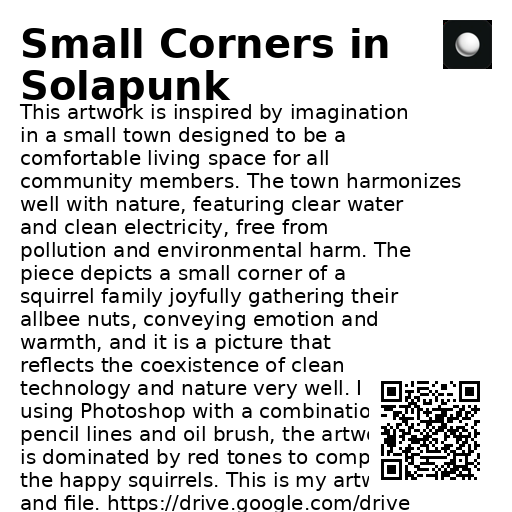 Small Corners in
Solapunk
This artwork is inspired by imagination
in a small town designed to be a
comfortable living space for all
community members. The town harmonizes
well with nature, featuring clear water
and clean electricity, free from
pollution and environmental harm. The
piece depicts a small corner of a
squirrel family joyfully gathering their
allbee nuts, conveying emotion and
warmth, and it is a picture that
reflects the coexistence of clean
technology and nature very well. I
using Photoshop with a combinatio
pencil lines and oil brush, the artw
is dominated by red tones to comp
the happy squirrels. This is my artw
and file. https://drive.google.com/drive